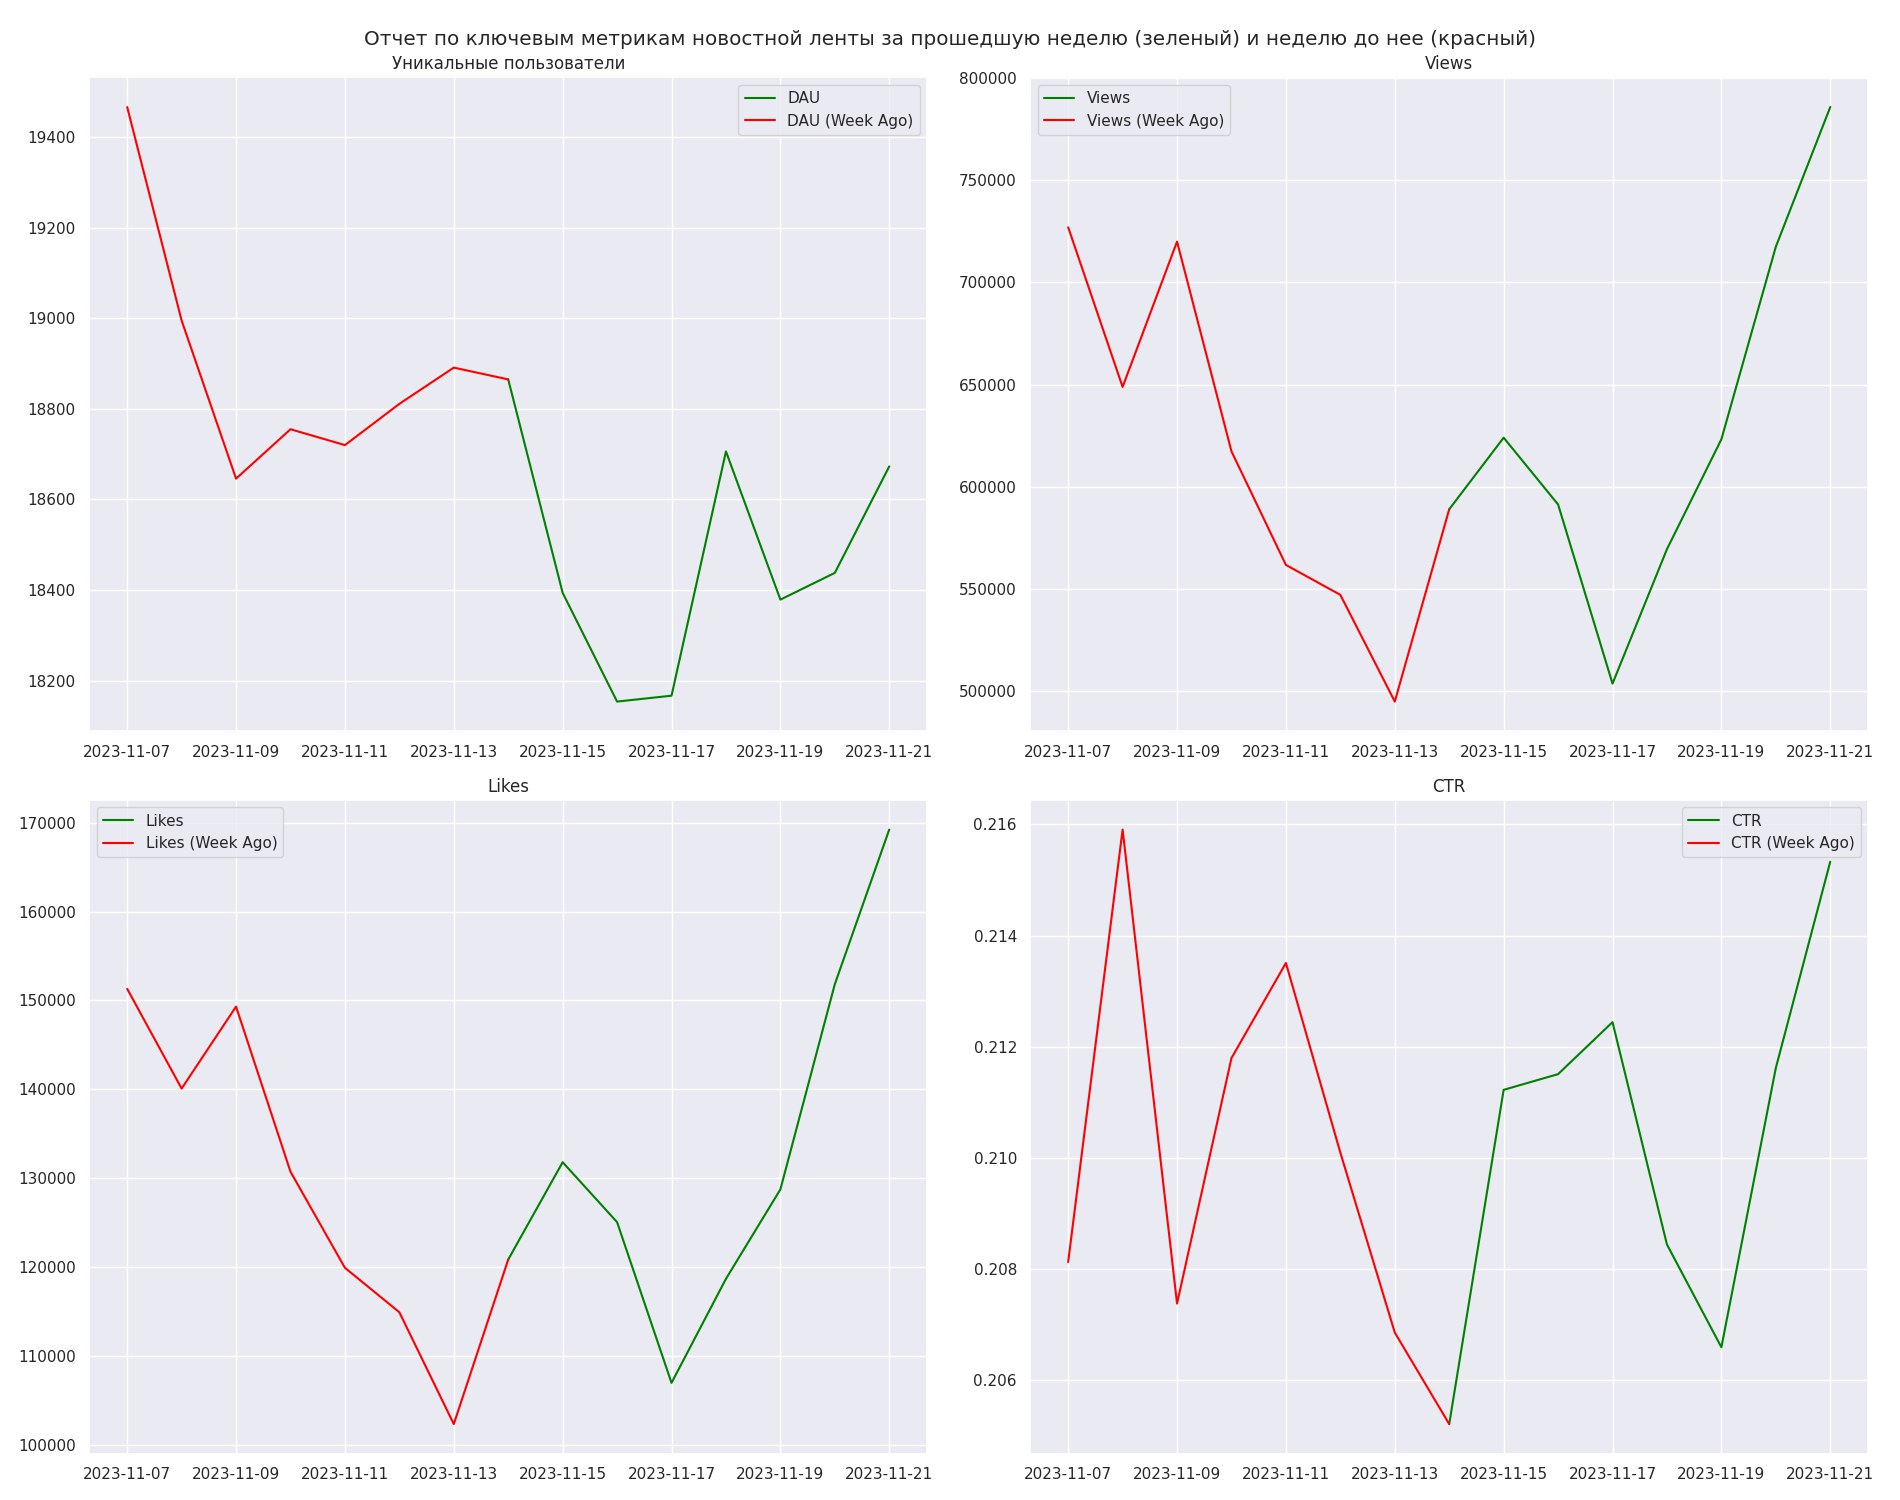 Отчет по ключевым метрикам новостной ленты за прошедшую неделю (зеленый) и неделю до нее (красный)
Уникальные пользователи
DAU
DAU (Week Ago)
19400
19200
19000
18800
18600
18400
18200
2023-11-07 2023-11-09 2023-11-11 2023-11-13 2023-11-15 2023-11-17 2023-11-19 2023-11-21
Views
Views
Views (Week Ago)
800000
750000
700000
650000
600000
550000
500000
2023-11-07 2023-11-09 2023-11-11 2023-11-13 2023-11-15 2023-11-17 2023-11-19 2023-11-21
Likes
Likes
Likes (Week Ago)
170000
160000
150000
140000
130000
120000
110000
100000
2023-11-07 2023-11-09 2023-11-11 2023-11-13 2023-11-15 2023-11-17 2023-11-19 2023-11-21
CTR
CTR
CTR (Week Ago)
0.216
0.214
0.212
0.210
0.208
0.206
2023-11-07 2023-11-09 2023-11-11 2023-11-13 2023-11-15 2023-11-17 2023-11-19 2023-11-21